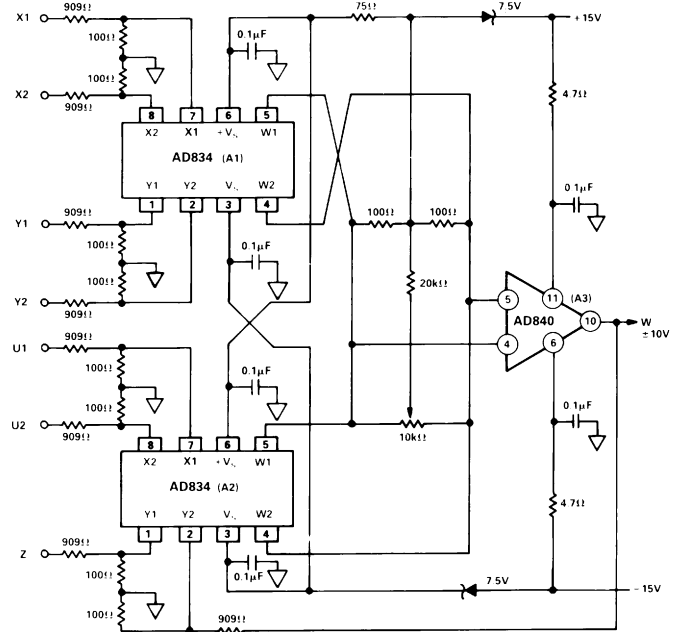 X1 909Ω
100Ω
100Ω
X2 909Ω
0.1μF
75Ω
7.5V
+15V
4.7Ω
8 7 6 5
X2 X1 +Vs W1
AD834 (A1)
Y1 Y2 Vs W2
1 2 3 4
0.1μF
Y1 909Ω
100Ω
100Ω
Y2 909Ω
0.1μF
100Ω 100Ω
20kΩ
5 11 (A3)
AD840 10 W
±10V
4 6
U1 909Ω
100Ω
100Ω
U2 909Ω
0.1μF
10kΩ
0.1μF
8 7 6 5
X2 X1 +Vs W1
AD834 (A2)
Y1 Y2 Vs W2
1 2 3 4
4.7Ω
Z 909Ω
100Ω
0.1μF
7.5V
-15V
100Ω
909Ω